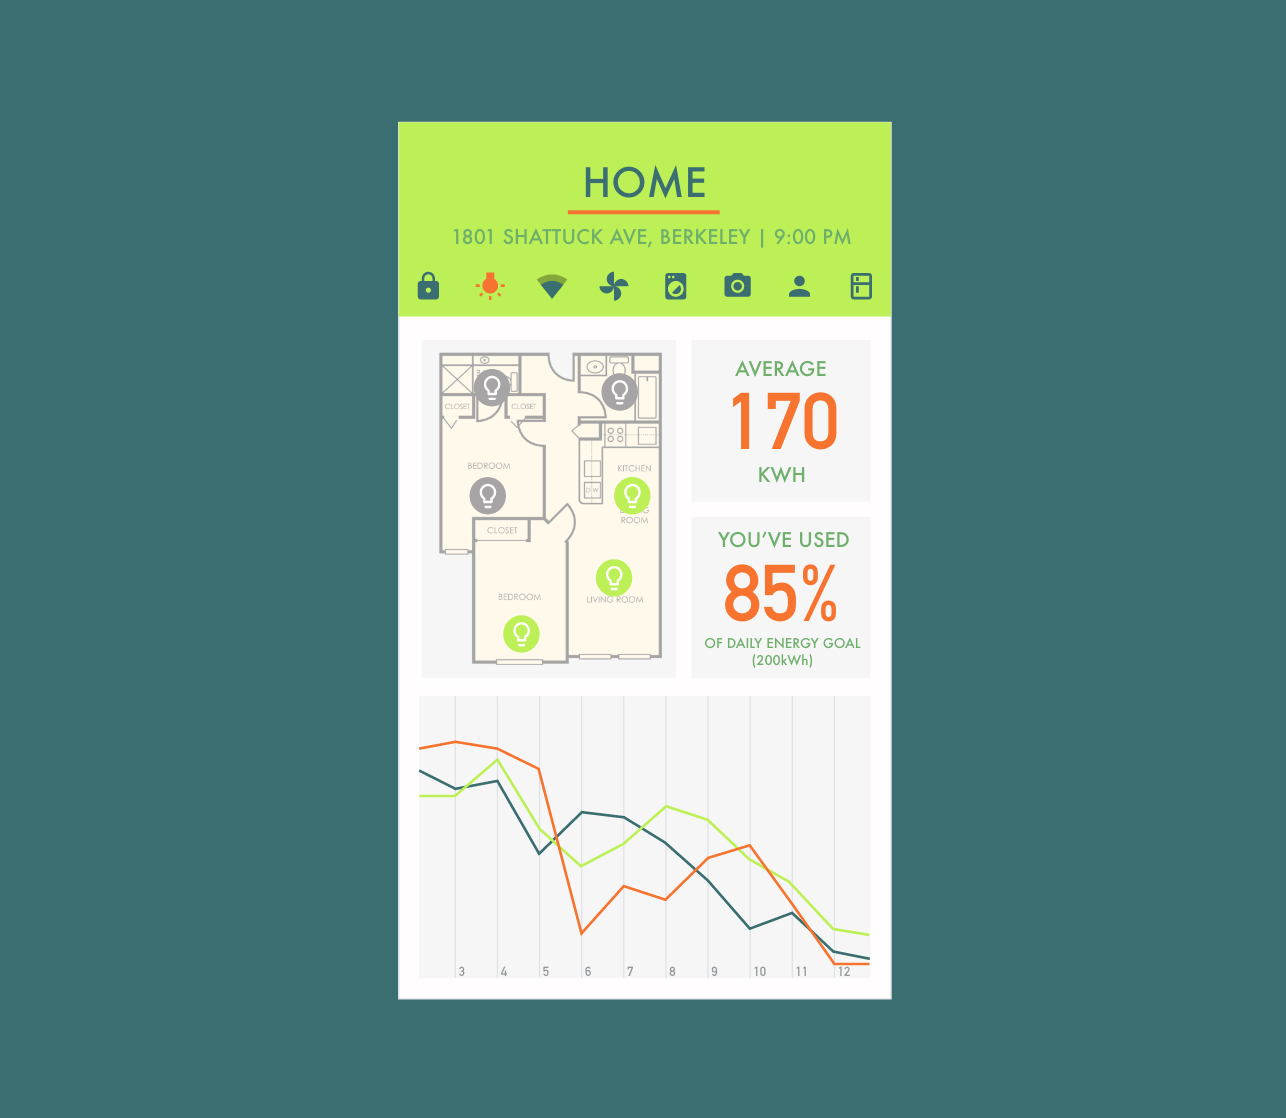 HOME
1801 SHATTUCK AVE, BERKELEY | 9:00 PM
CLOSET
CLOSET
BEDROOM
KITCHEN
D W
ROOM
CLOSET
BEDROOM
LIVING ROOM
AVERAGE
170
KWH
YOU'VE USED
85%
OF DAILY ENERGY GOAL
(200kWh)
3 4 5 6 7 8 9 10 11 12